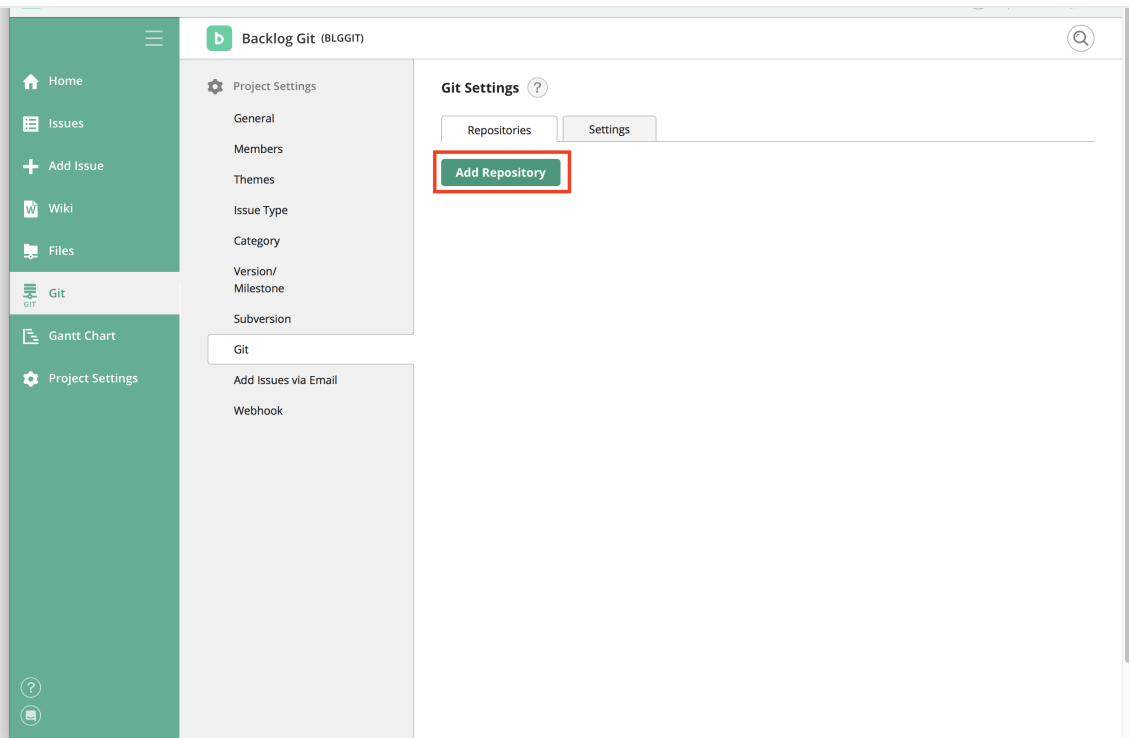 Backlog Git (BLGGIT)
Home
Issues
Add Issue
Wiki
Files
GIT
Git
Gantt Chart
Project Settings
?
Project Settings
General
Members
Themes
Issue Type
Category
Version/
Milestone
Subversion
Git
Add Issues via Email
Webhook
Git Settings ?
Repositories
Settings
Add Repository